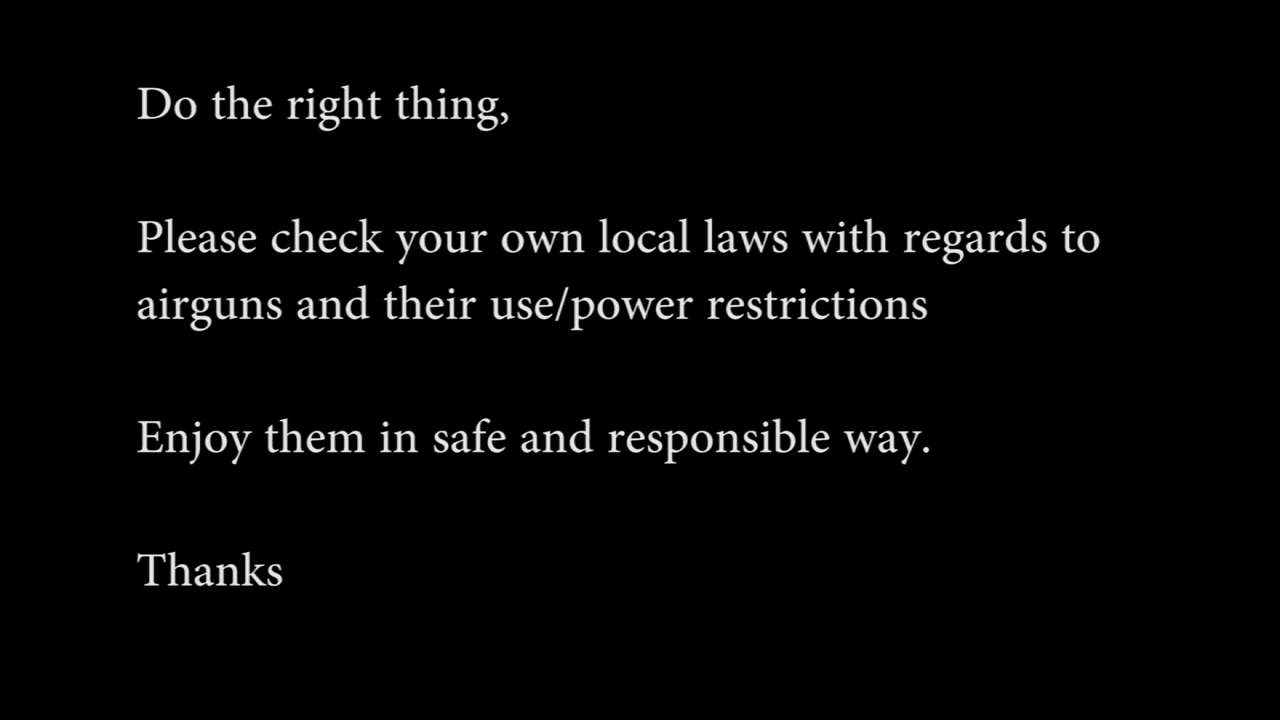 Do the right thing,
Please check your own local laws with regards to
airguns and their use/power restrictions
Enjoy them in safe and responsible way.
Thanks